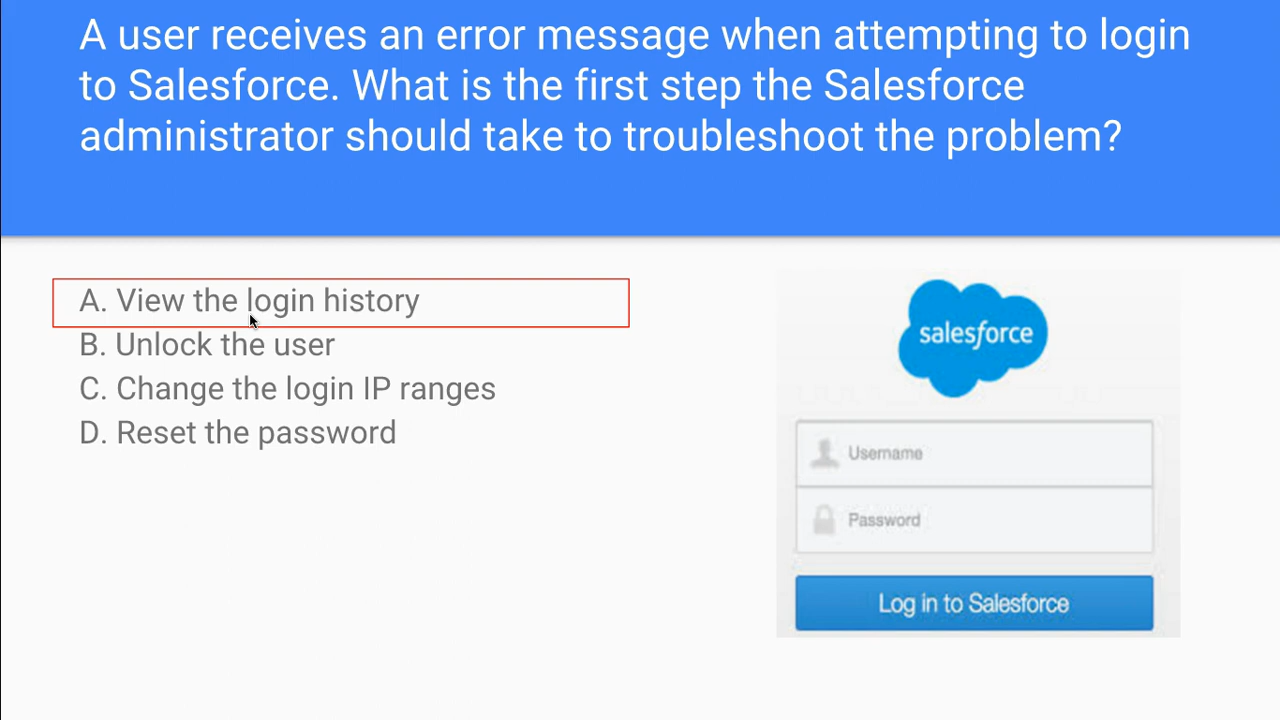 A user receives an error message when attempting to login
to Salesforce. What is the first step the Salesforce
administrator should take to troubleshoot the problem?
A. View the login history
B. Unlock the user
C. Change the login IP ranges
D. Reset the password
salesforce
Username
Password
Log in to Salesforce